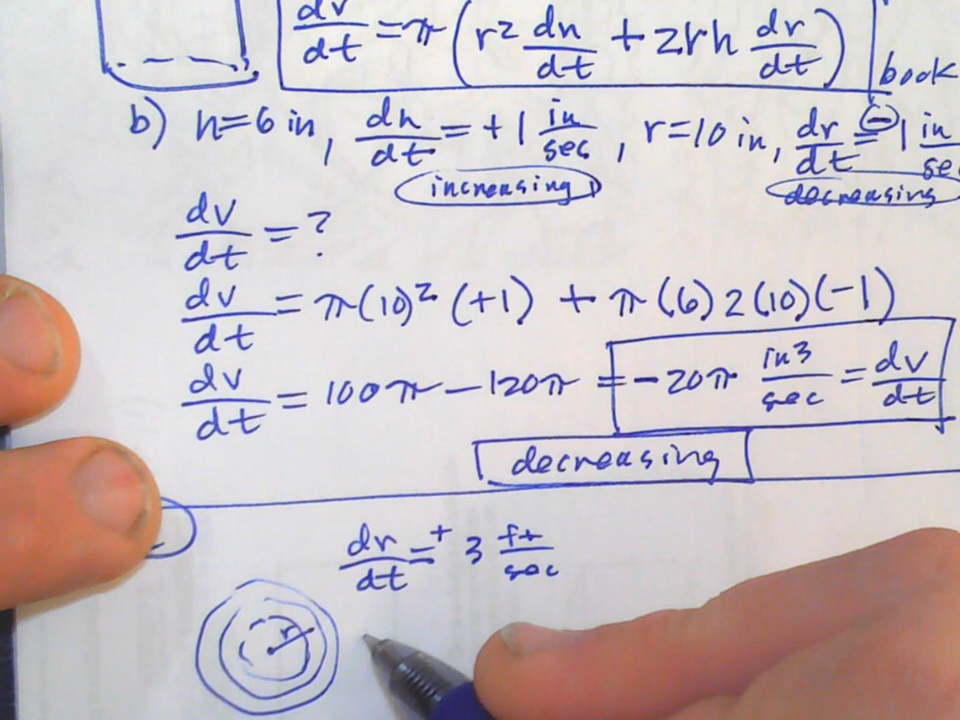 dv/dt = π(r² dh/dt + 2rh dr/dt)
book
b) h=6 in, dh/dt = +1 in/sec, r=10 in, dr/dt = -1 in/sec
increasing decreasing
dv/dt = ?
dv/dt = π(10)² (+1) + π(6)2(10)(-1)
dv/dt = 100π - 120π = -20π in3/sec = dv/dt
decreasing
dr/dt = + 3 ft/sec
r